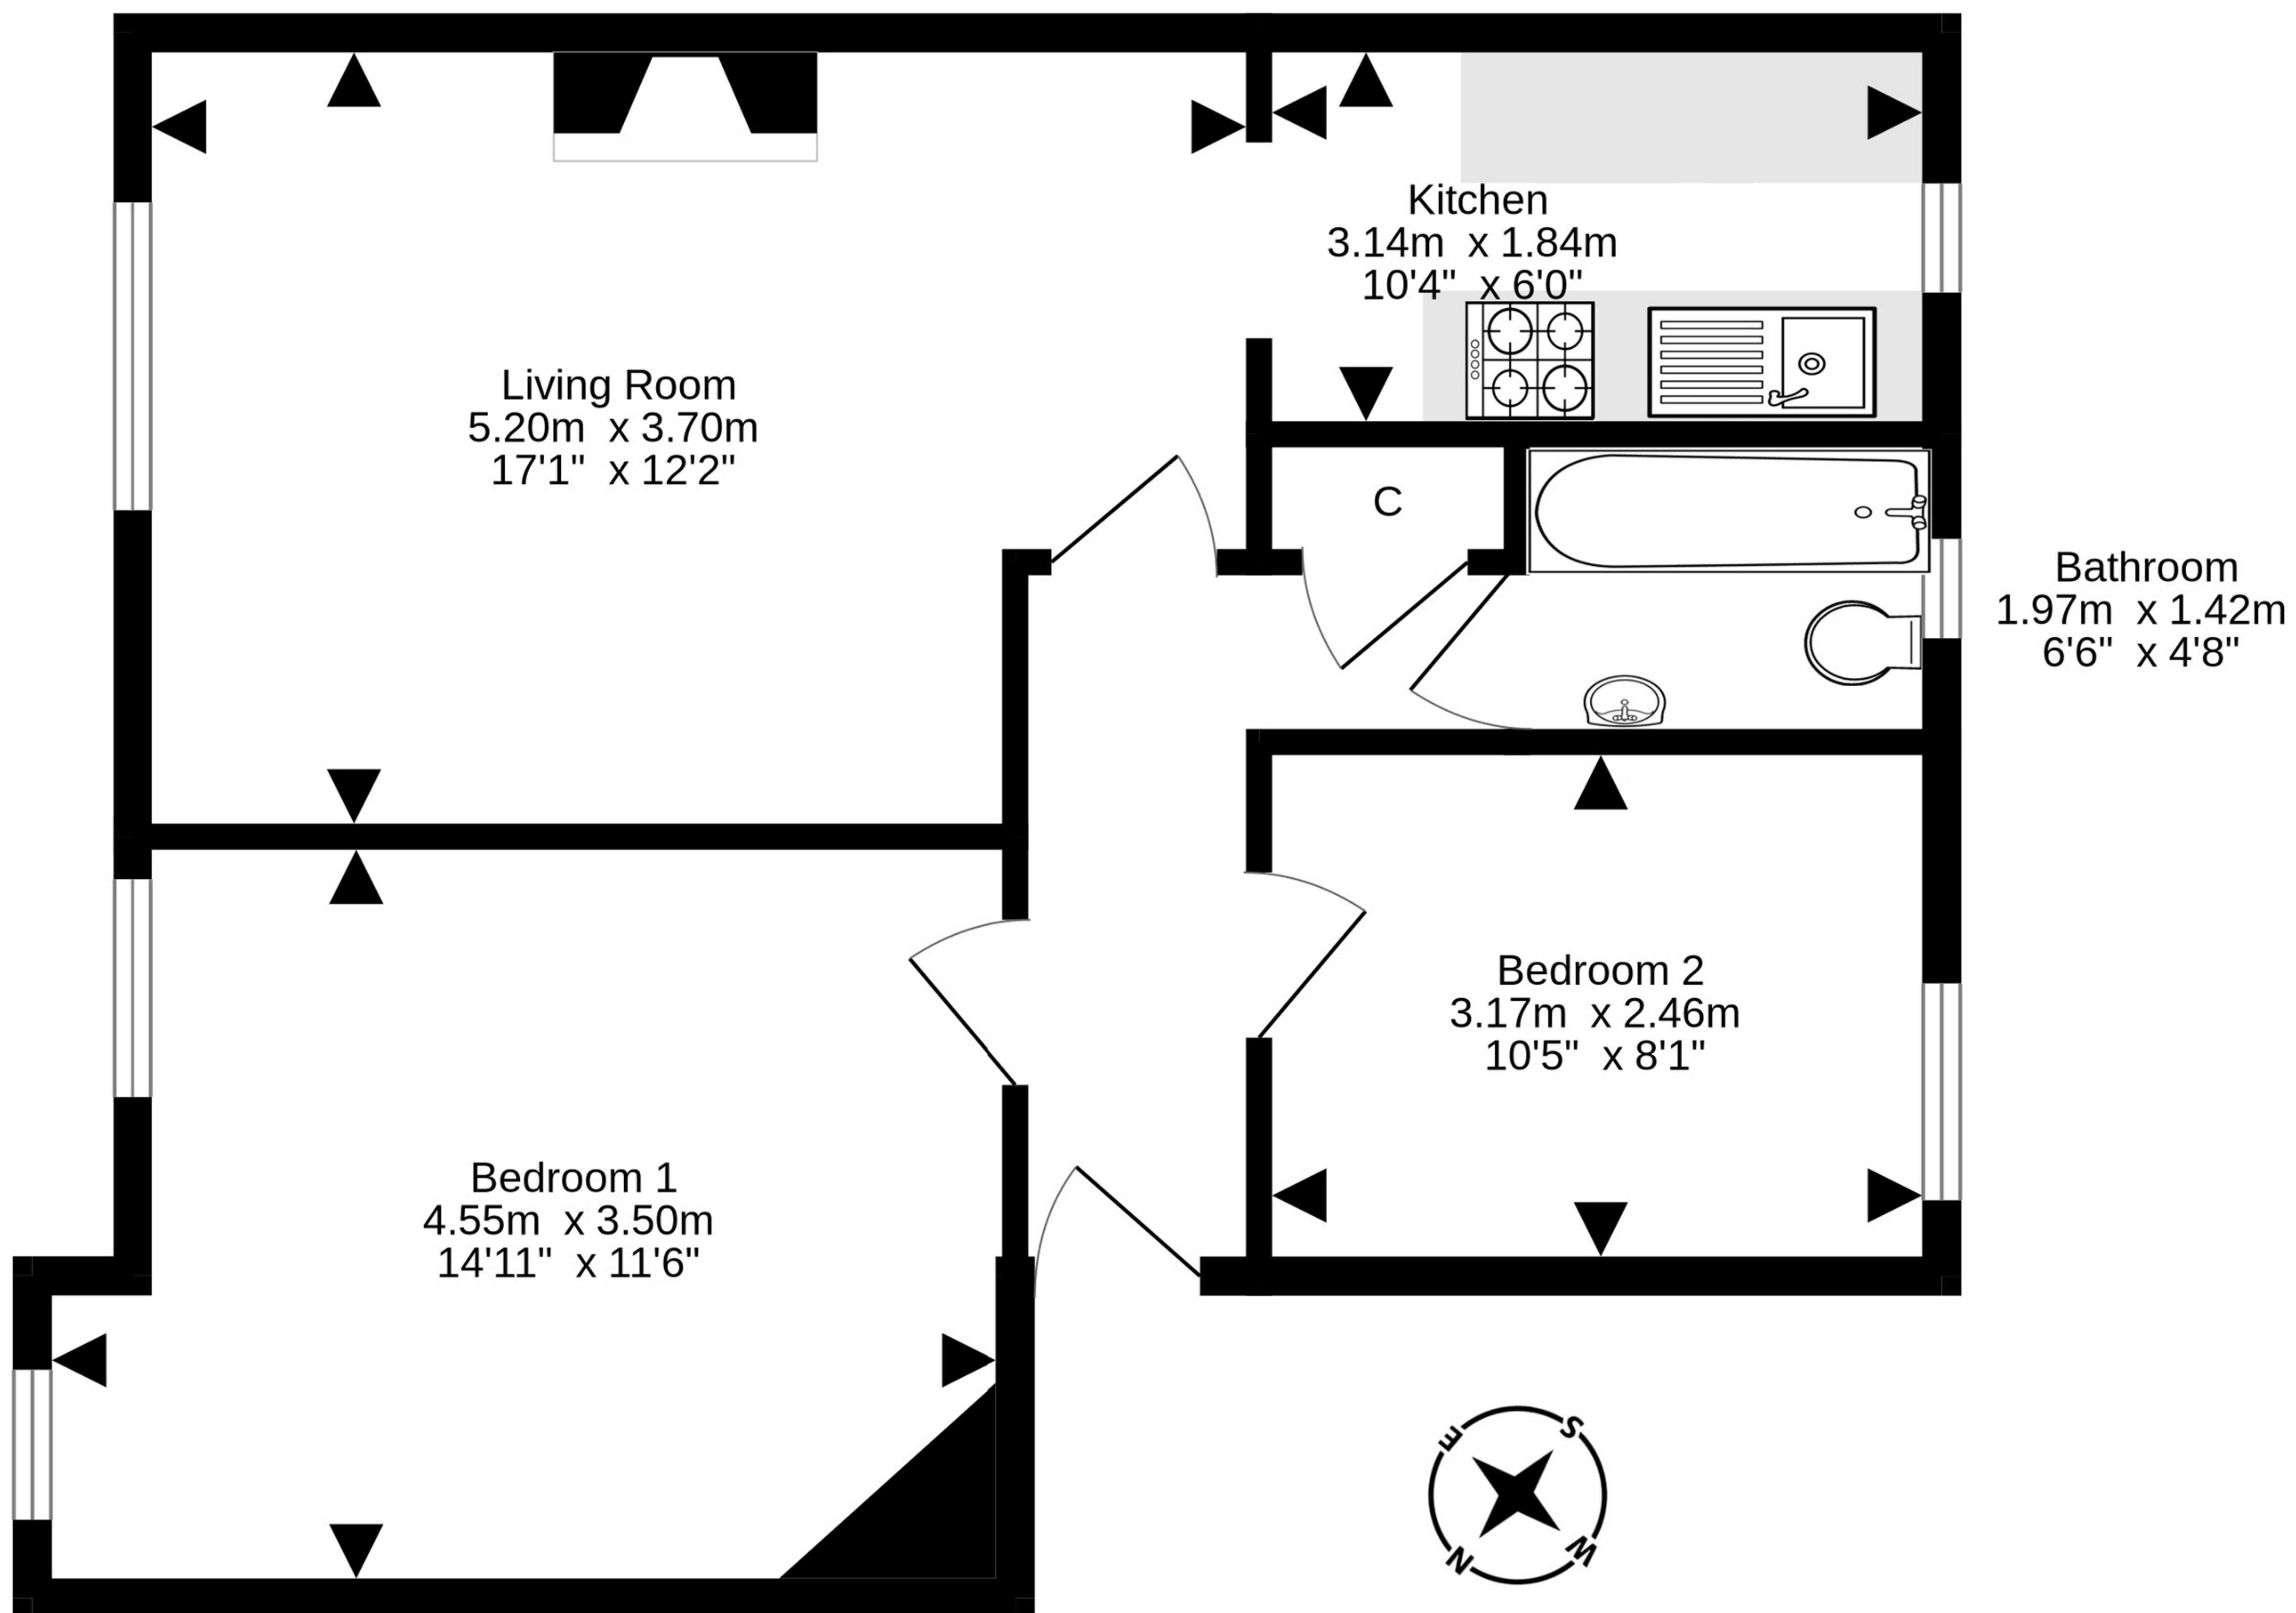 Kitchen
3.14m x 1.84m
10'4" x 6'0"
Living Room
5.20m x 3.70m
17'1" x 12'2"
C
Bathroom
1.97m x 1.42m
6'6" x 4'8"
Bedroom 2
3.17m x 2.46m
10'5" x 8'1"
Bedroom 1
4.55m x 3.50m
14'11" x 11'6"
E
S
N
W